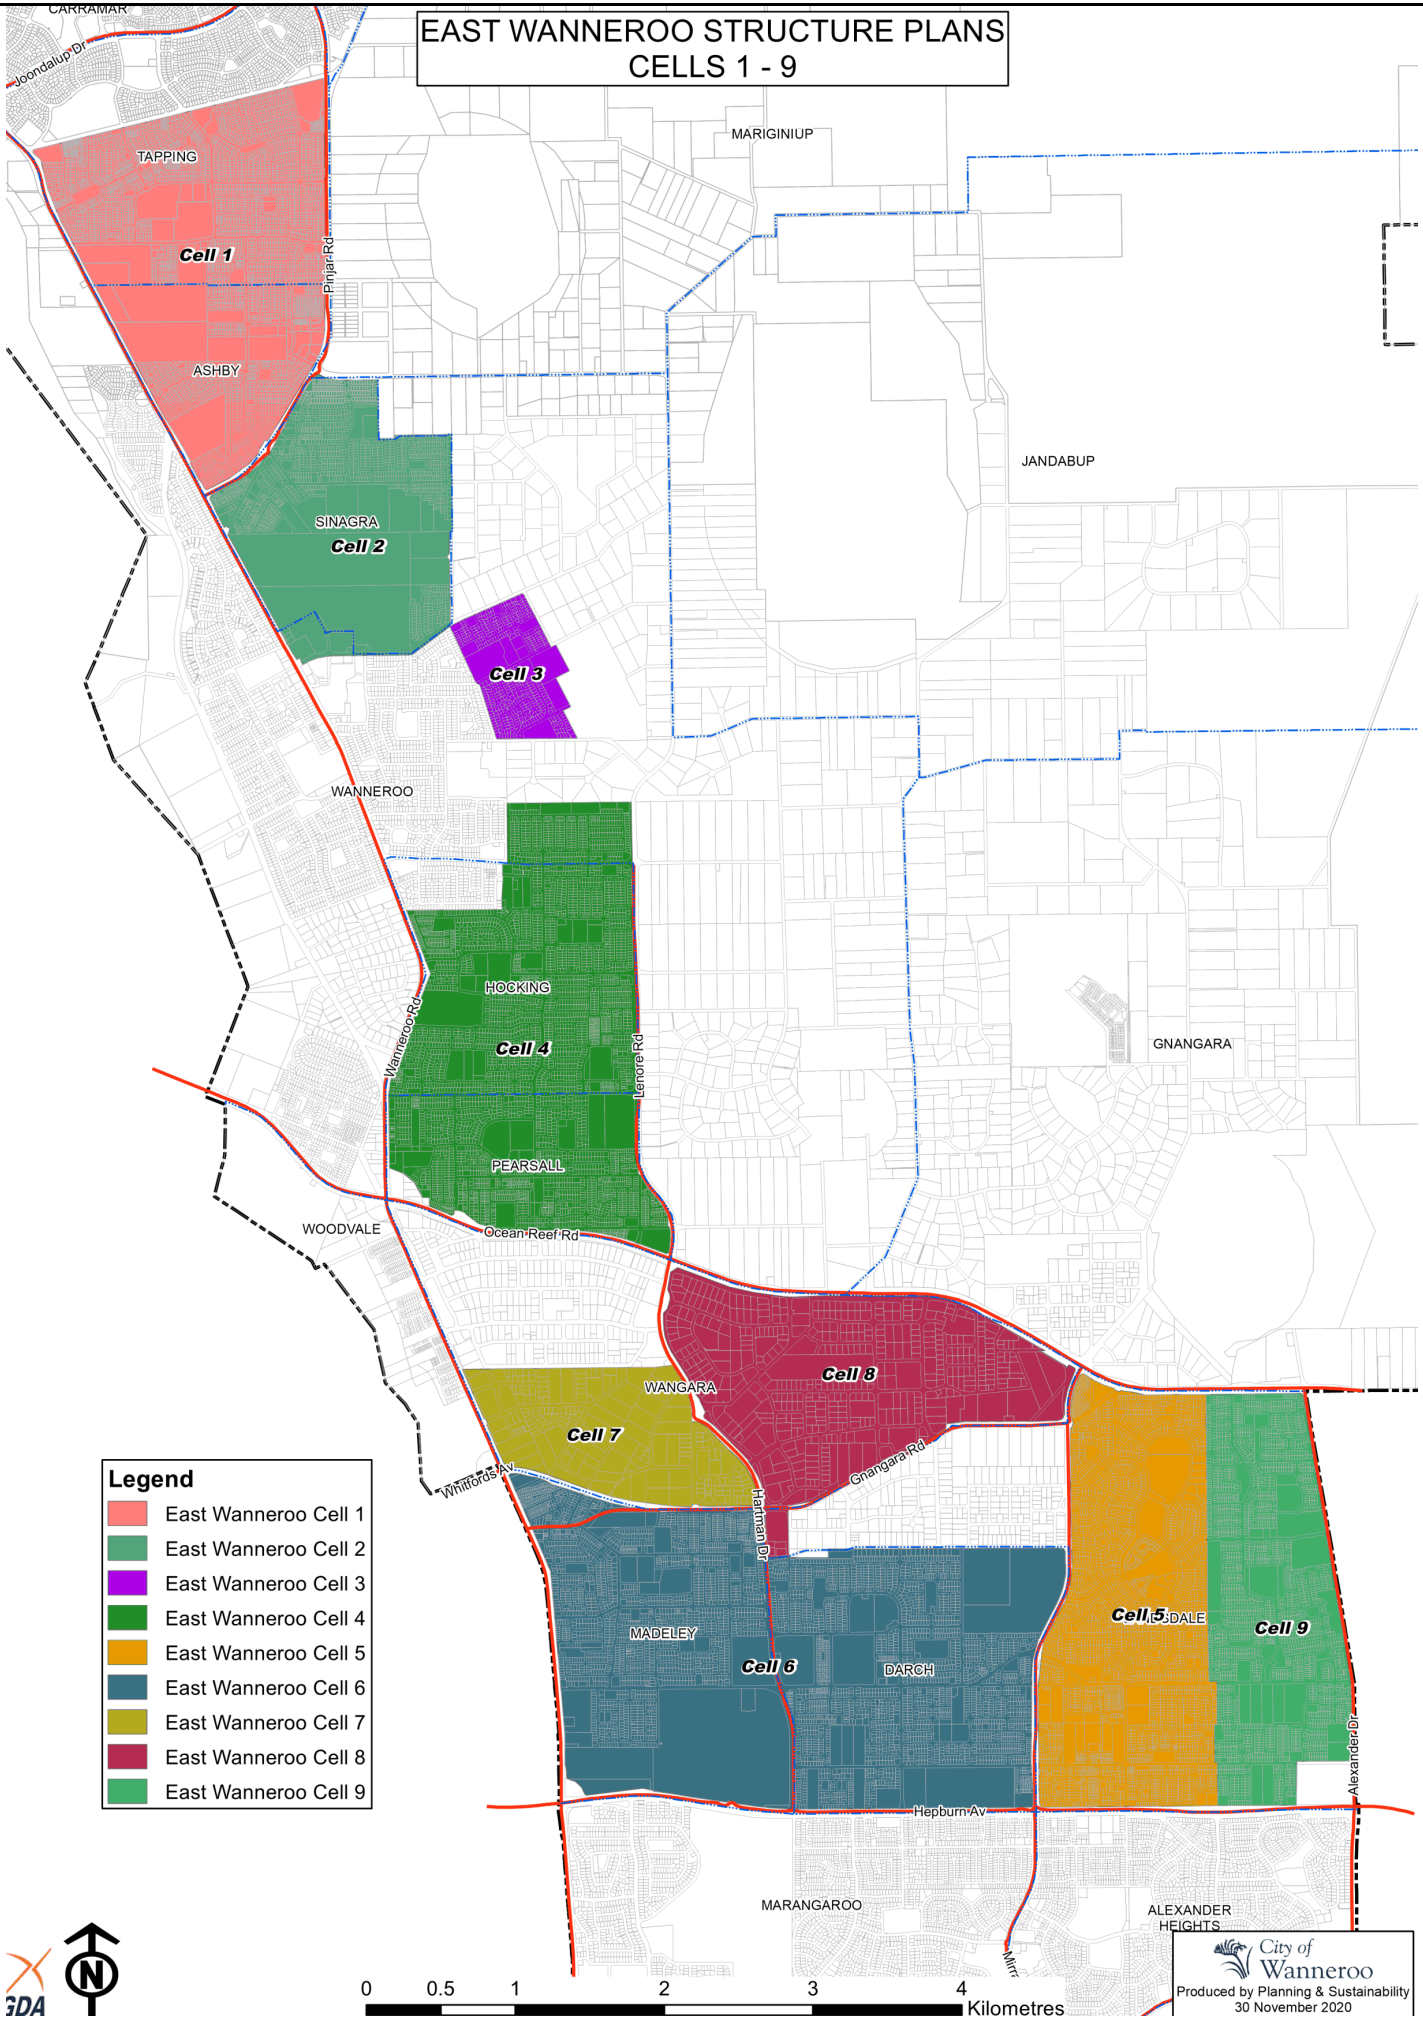 CARRAMAR
EAST WANNEROO STRUCTURE PLANS
CELLS 1 - 9
Joondalup Dr
MARIGINIUP
TAPPING
Cell 1
Pinjar Rd
ASHBY
JANDABUP
SINAGRA
Cell 2
Cell 3
WANNEROO
HOCKING
Wanneroo Rd
Cell 4
Lenore Rd
GNANGARA
PEARSALL
WOODVALE
Ocean Reef Rd
Cell 8
WANGARA
Cell 7
Gnangara Rd
Whitfords Av
Hartman Dr
Cell 5
DALE
Cell 9
MADELEY
Cell 6
DARCH
Alexander Dr
Hepburn Av
MARANGAROO
ALEXANDER
HEIGHTS
Mirra
Legend
East Wanneroo Cell 1
East Wanneroo Cell 2
East Wanneroo Cell 3
East Wanneroo Cell 4
East Wanneroo Cell 5
East Wanneroo Cell 6
East Wanneroo Cell 7
East Wanneroo Cell 8
East Wanneroo Cell 9
GDA
N
0 0.5 1 2 3 4
Kilometres
City of
Wanneroo
Produced by Planning & Sustainability
30 November 2020